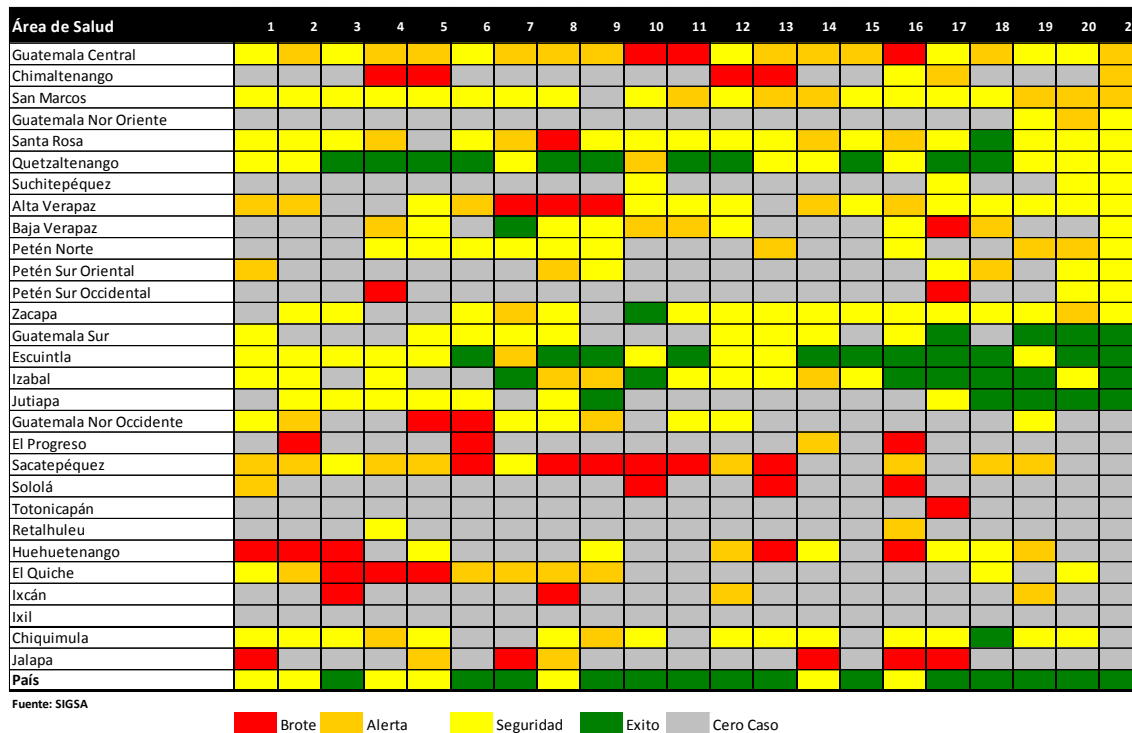 Área de Salud 1 2 3 4 5 6 7 8 9 10 11 12 13 14 15 16 17 18 19 20 2
Guatemala Central
Chimaltenango
San Marcos
Guatemala Nor Oriente
Santa Rosa
Quetzaltenango
Suchitepéquez
Alta Verapaz
Baja Verapaz
Petén Norte
Petén Sur Oriental
Petén Sur Occidental
Zacapa
Guatemala Sur
Escuintla
Izabal
Jutiapa
Guatemala Nor Occidente
El Progreso
Sacatepéquez
Sololá
Totonicapán
Retalhuleu
Huehuetenango
El Quiche
Ixcán
Ixil
Chiquimula
Jalapa
País
Fuente: SIGSA
Brote Alerta Seguridad Exito Cero Caso